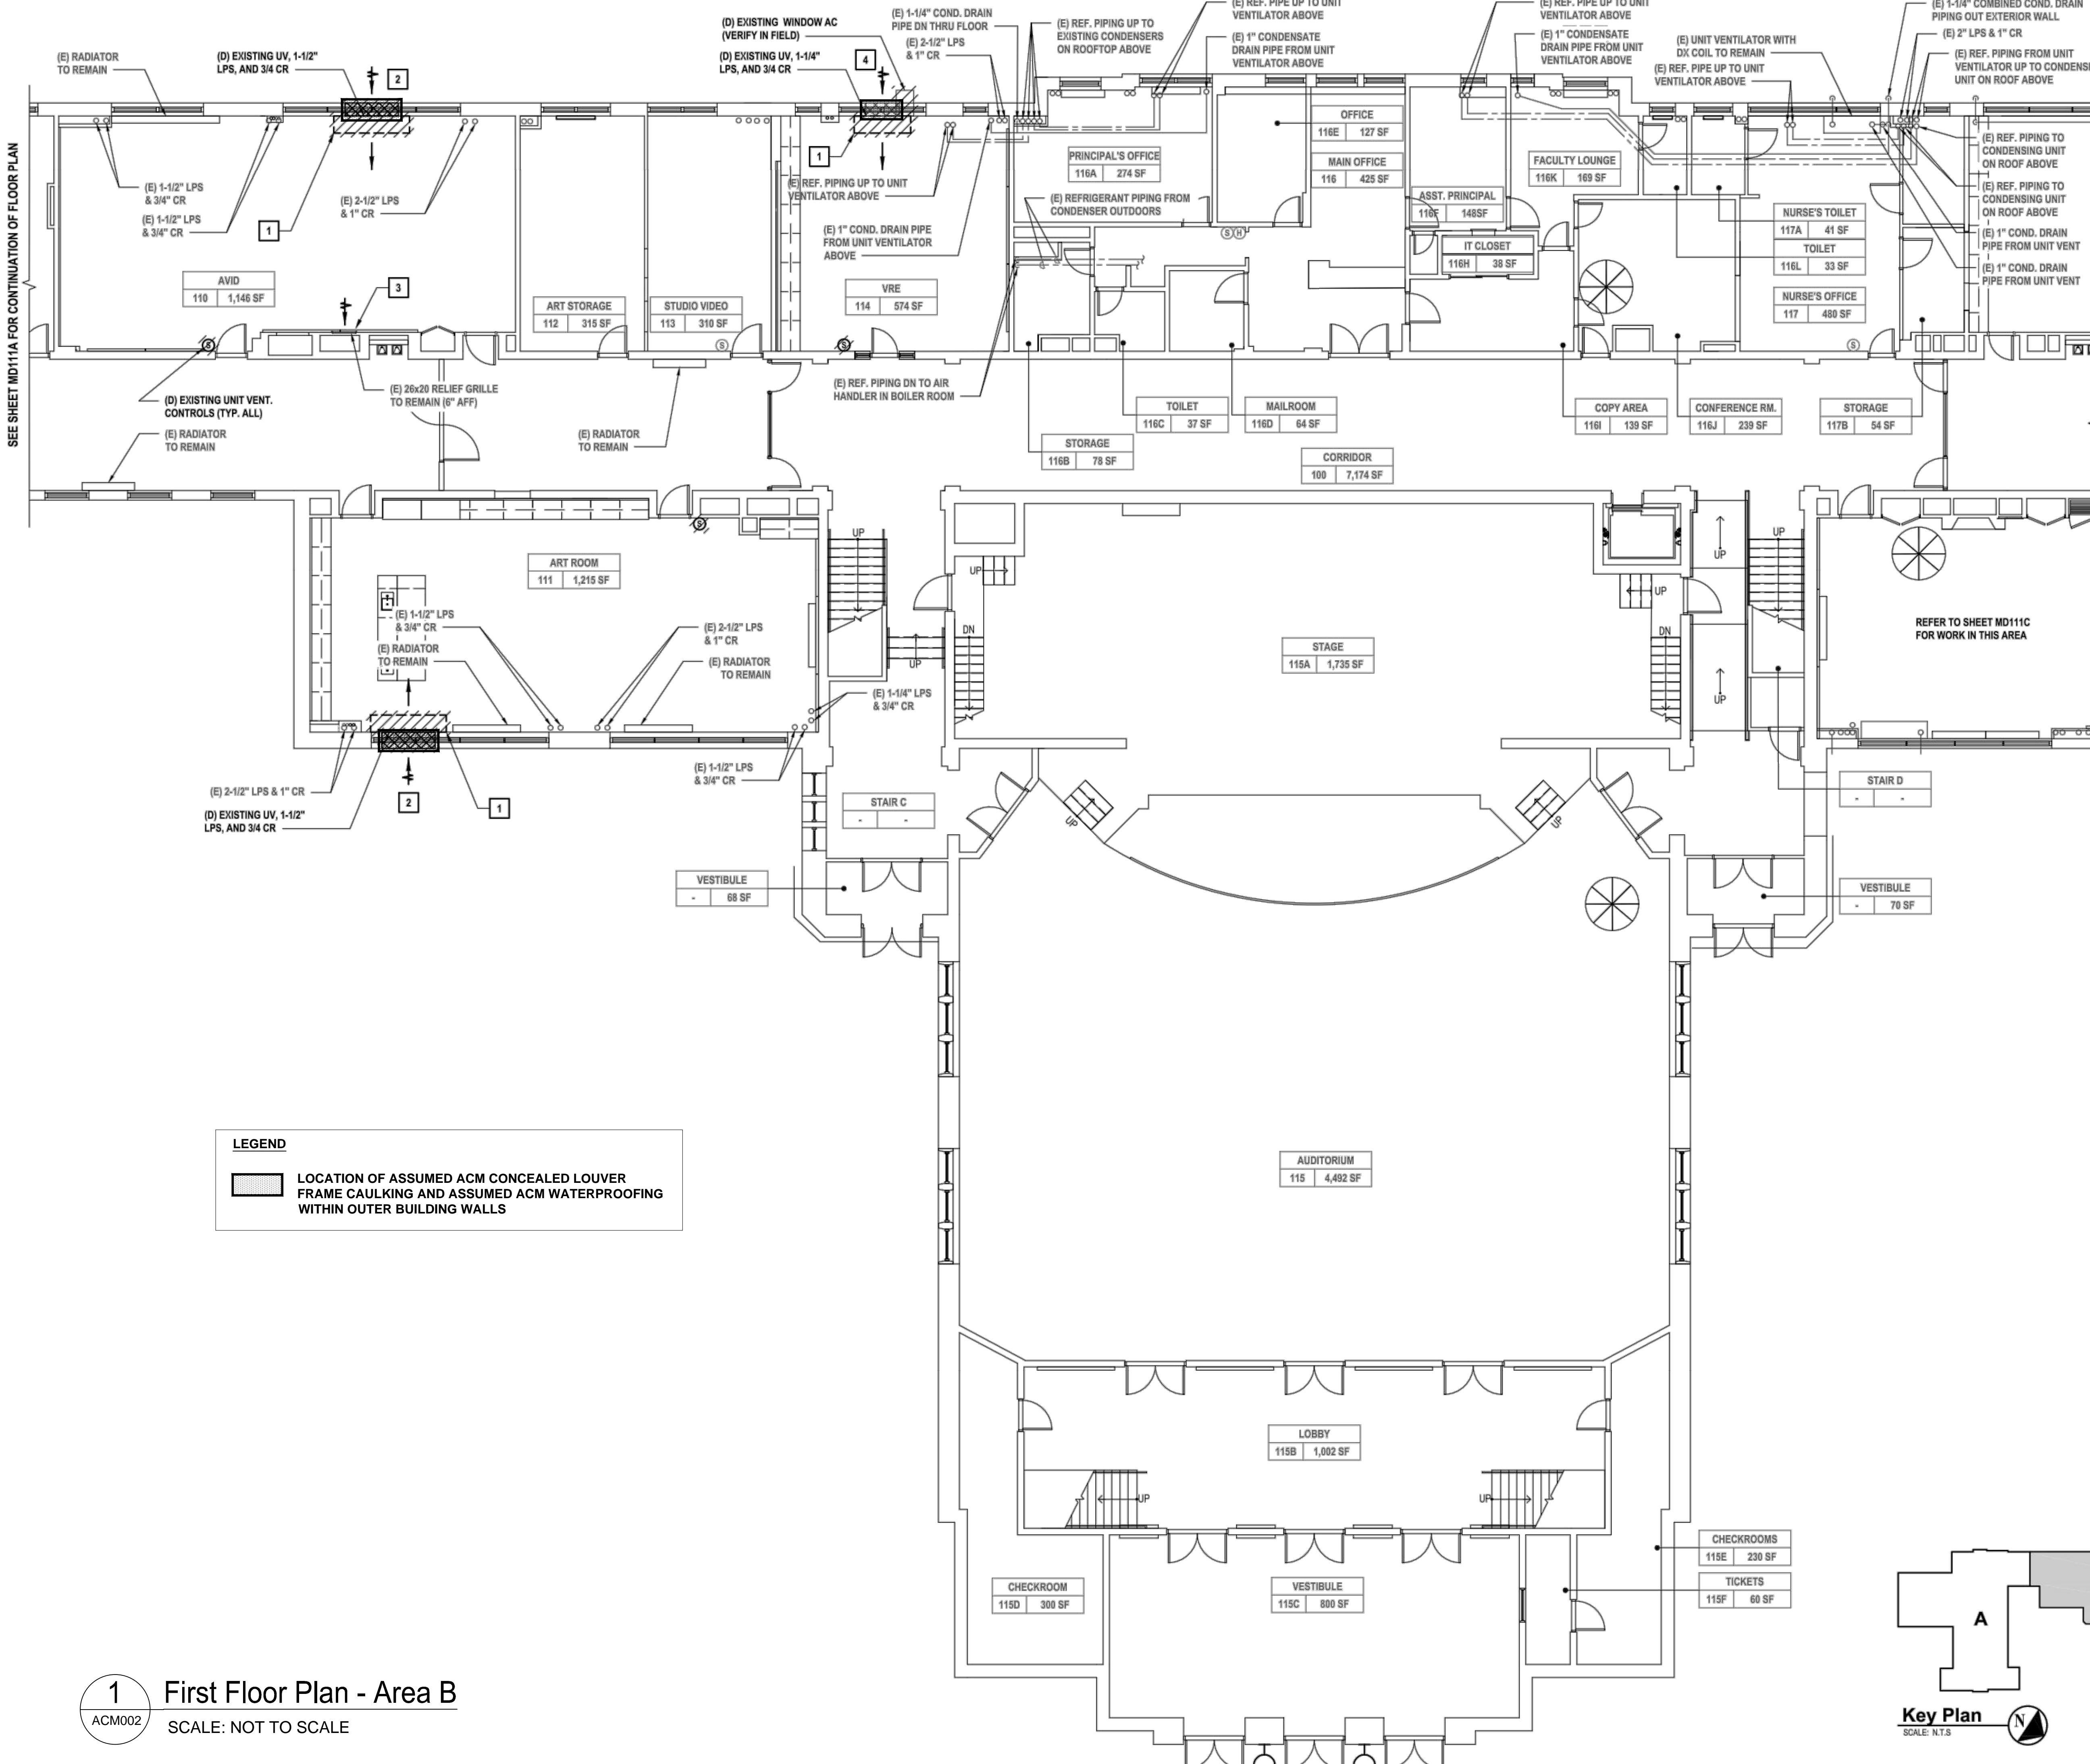 (D) EXISTING WINDOW AC
(VERIFY IN FIELD)
(E) 1-1/4" COND. DRAIN
PIPE DN THRU FLOOR
(E) REF. PIPING UP TO
EXISTING CONDENSERS
ON ROOFTOP ABOVE
(E) REF. PIPE UP TO UNIT
VENTILATOR ABOVE
(E) REF. PIPE UP TO UNIT
VENTILATOR ABOVE
(E) 1-1/4" COMBINED COND. DRAIN
PIPING OUT EXTERIOR WALL
(E) RADIATOR
TO REMAIN
(D) EXISTING UV, 1-1/2"
LPS, AND 3/4 CR
2
(D) EXISTING UV, 1-1/4"
LPS, AND 3/4 CR
4
(E) 2-1/2" LPS
& 1" CR
(E) 1" CONDENSATE
DRAIN PIPE FROM UNIT
VENTILATOR ABOVE
(E) 1" CONDENSATE
DRAIN PIPE FROM UNIT
VENTILATOR ABOVE
(E) UNIT VENTILATOR WITH
DX COIL TO REMAIN
(E) REF. PIPE UP TO UNIT
VENTILATOR ABOVE
(E) 2" LPS & 1" CR
(E) REF. PIPING FROM UNIT
VENTILATOR UP TO CONDENS
UNIT ON ROOF ABOVE
SEE SHEET MD111A FOR CONTINUATION OF FLOOR PLAN
(E) 1-1/2" LPS
& 3/4" CR
(E) 1-1/2" LPS
& 3/4" CR
1
(E) 2-1/2" LPS
& 1" CR
AVID
110 1,146 SF
3
ART STORAGE
112 315 SF
STUDIO VIDEO
113 310 SF
S
1
(E) REF. PIPING UP TO UNIT
VENTILATOR ABOVE
(E) 1" COND. DRAIN PIPE
FROM UNIT VENTILATOR
ABOVE
VRE
114 574 SF
S
S
PRINCIPAL'S OFFICE
116A 274 SF
(E) REFRIGERANT PIPING FROM
CONDENSER OUTDOORS
OFFICE
116E 127 SF
MAIN OFFICE
116 425 SF
S H
ASST. PRINCIPAL
116F 148SF
IT CLOSET
116H 38 SF
FACULTY LOUNGE
116K 169 SF
NURSE'S TOILET
117A 41 SF
TOILET
116L 33 SF
NURSE'S OFFICE
117 480 SF
S
(E) REF. PIPING TO
CONDENSING UNIT
ON ROOF ABOVE
(E) REF. PIPING TO
CONDENSING UNIT
ON ROOF ABOVE
(E) 1" COND. DRAIN
PIPE FROM UNIT VENT
(E) 1" COND. DRAIN
PIPE FROM UNIT VENT
(D) EXISTING UNIT VENT.
CONTROLS (TYP. ALL)
(E) RADIATOR
TO REMAIN
(E) 26x20 RELIEF GRILLE
TO REMAIN (6" AFF)
(E) RADIATOR
TO REMAIN
(E) REF. PIPING DN TO AIR
HANDLER IN BOILER ROOM
STORAGE
116B 78 SF
TOILET
116C 37 SF
MAILROOM
116D 64 SF
CORRIDOR
100 7,174 SF
COPY AREA
116I 139 SF
CONFERENCE RM.
116J 239 SF
STORAGE
117B 54 SF
S
ART ROOM
111 1,215 SF
(E) 1-1/2" LPS
& 3/4" CR
(E) RADIATOR
TO REMAIN
(E) 2-1/2" LPS
& 1" CR
(E) RADIATOR
TO REMAIN
(E) 1-1/4" LPS
& 3/4" CR
(E) 1-1/2" LPS
& 3/4" CR
(E) 2-1/2" LPS & 1" CR
(D) EXISTING UV, 1-1/2"
LPS, AND 3/4 CR
2
1
UP
UP
UP
DN
STAGE
115A 1,735 SF
UP
DN
UP
UP
UP
REFER TO SHEET MD111C
FOR WORK IN THIS AREA
STAIR C
- -
UP
UP
STAIR D
- -
VESTIBULE
- 68 SF
VESTIBULE
- 70 SF
LEGEND
LOCATION OF ASSUMED ACM CONCEALED LOUVER
FRAME CAULKING AND ASSUMED ACM WATERPROOFING
WITHIN OUTER BUILDING WALLS
AUDITORIUM
115 4,492 SF
LOBBY
115B 1,002 SF
UP
UP
CHECKROOM
115D 300 SF
VESTIBULE
115C 800 SF
CHECKROOMS
115E 230 SF
TICKETS
115F 60 SF
1
ACM002
First Floor Plan - Area B
SCALE: NOT TO SCALE
A
Key Plan
SCALE: N.T.S
N